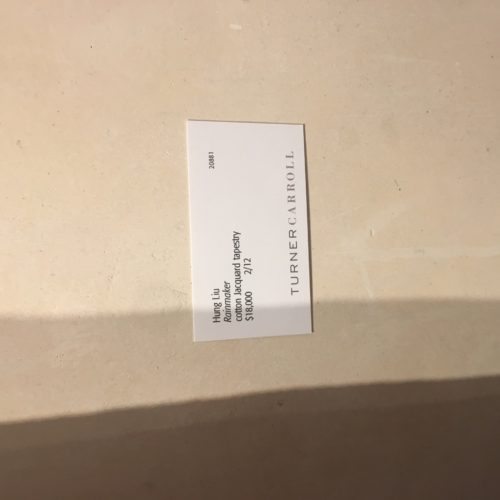 Hung Liu
Rainmaker
cotton Jacquard tapestry
$18,000 2/12
20881
TURNERCARROLL